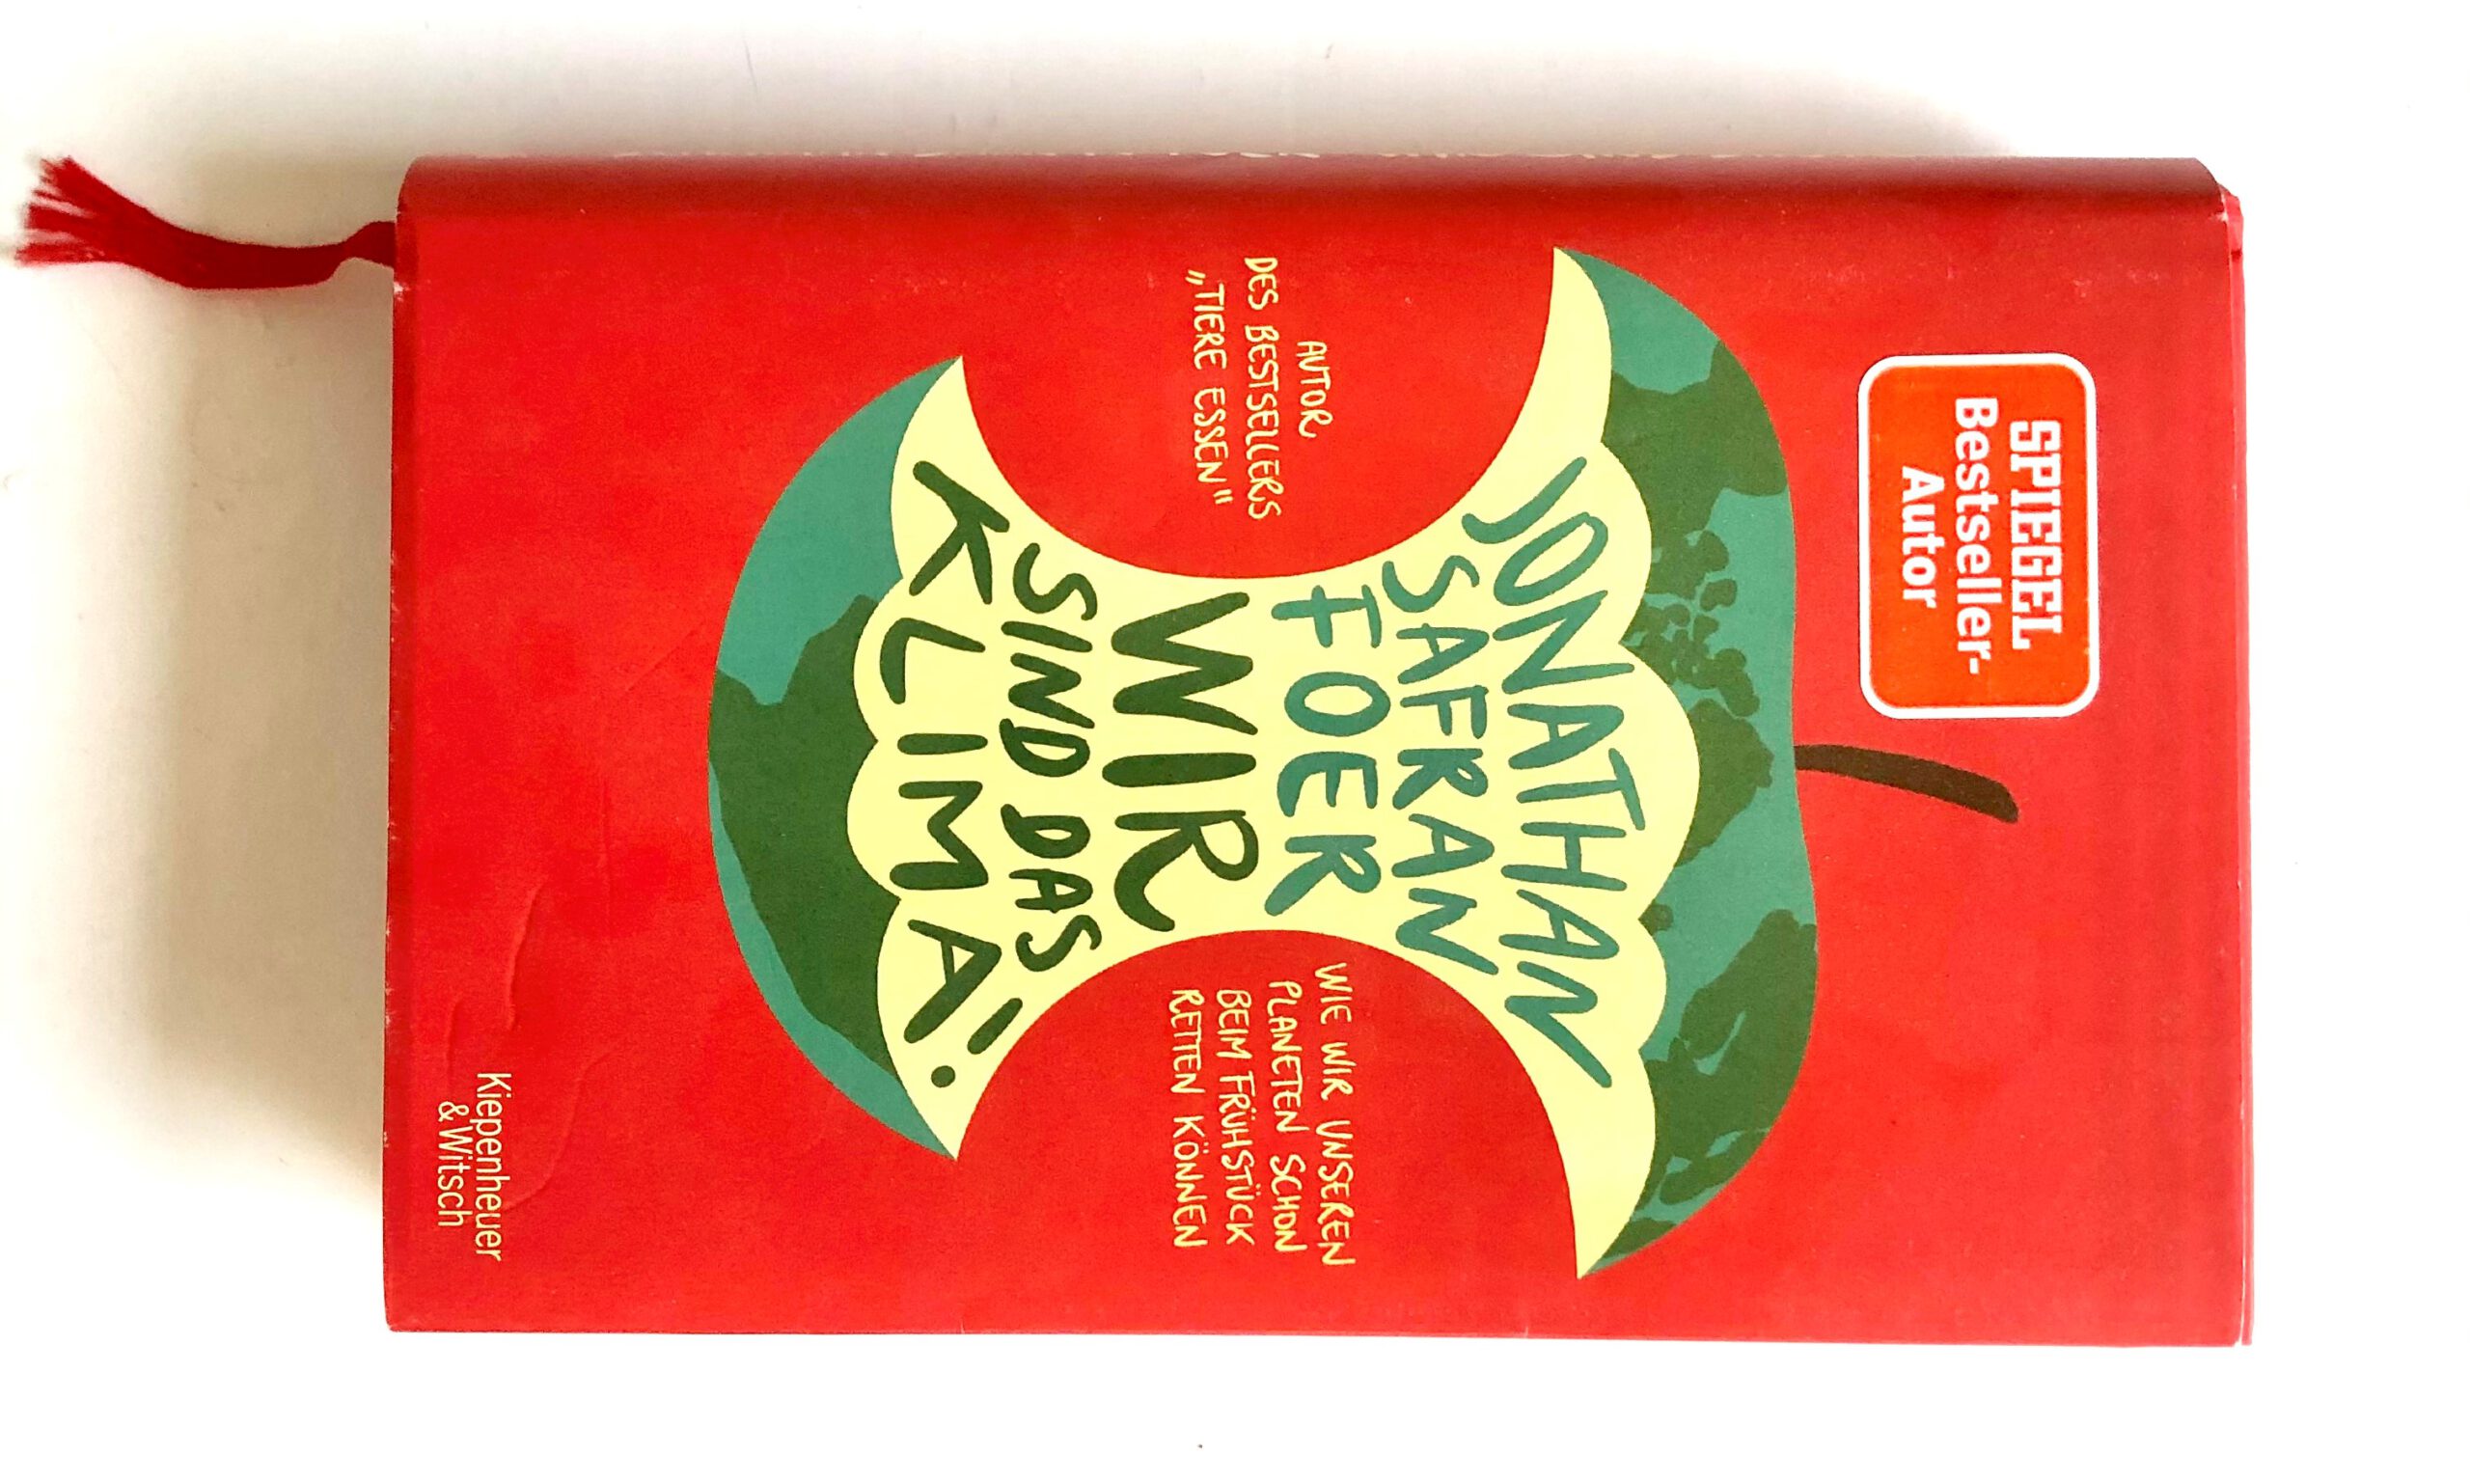 SPIEGEL
Bestseller-
Autor
JONATHAN
SAFRAN
FOER
WIR
SIND DAS
KLIMA!
AUTOR
DES BESTSELLERS
„TIERE ESSEN“
WIE WIR UNSEREN
PLANETEN SCHON
BEIM FRÜHSTÜCK
RETTEN KÖNNEN
Kiepenheuer
&Witsch